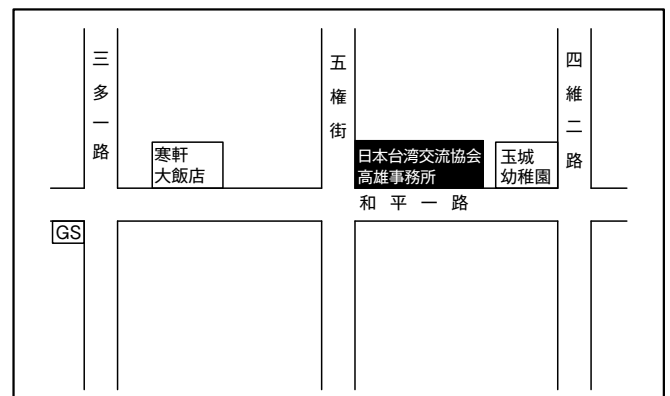 三多一路
五権街
四維二路
寒軒
大飯店
日本台湾交流協会
高雄事務所
玉城
幼稚園
和平一路
GS